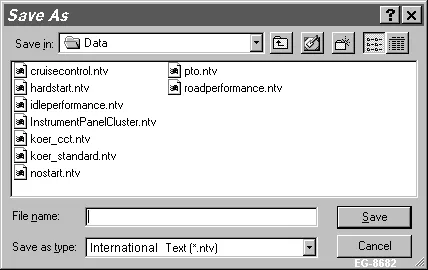 Save As
Save in: Data
cruisecontrol.ntv pto.ntv
hardstart.ntv roadperformance.ntv
idleperformance.ntv
InstrumentPanelCluster.ntv
koer_cct.ntv
koer_standard.ntv
nostart.ntv
File name: Save
Save as type: International Text (*.ntv) Cancel
EG-8682